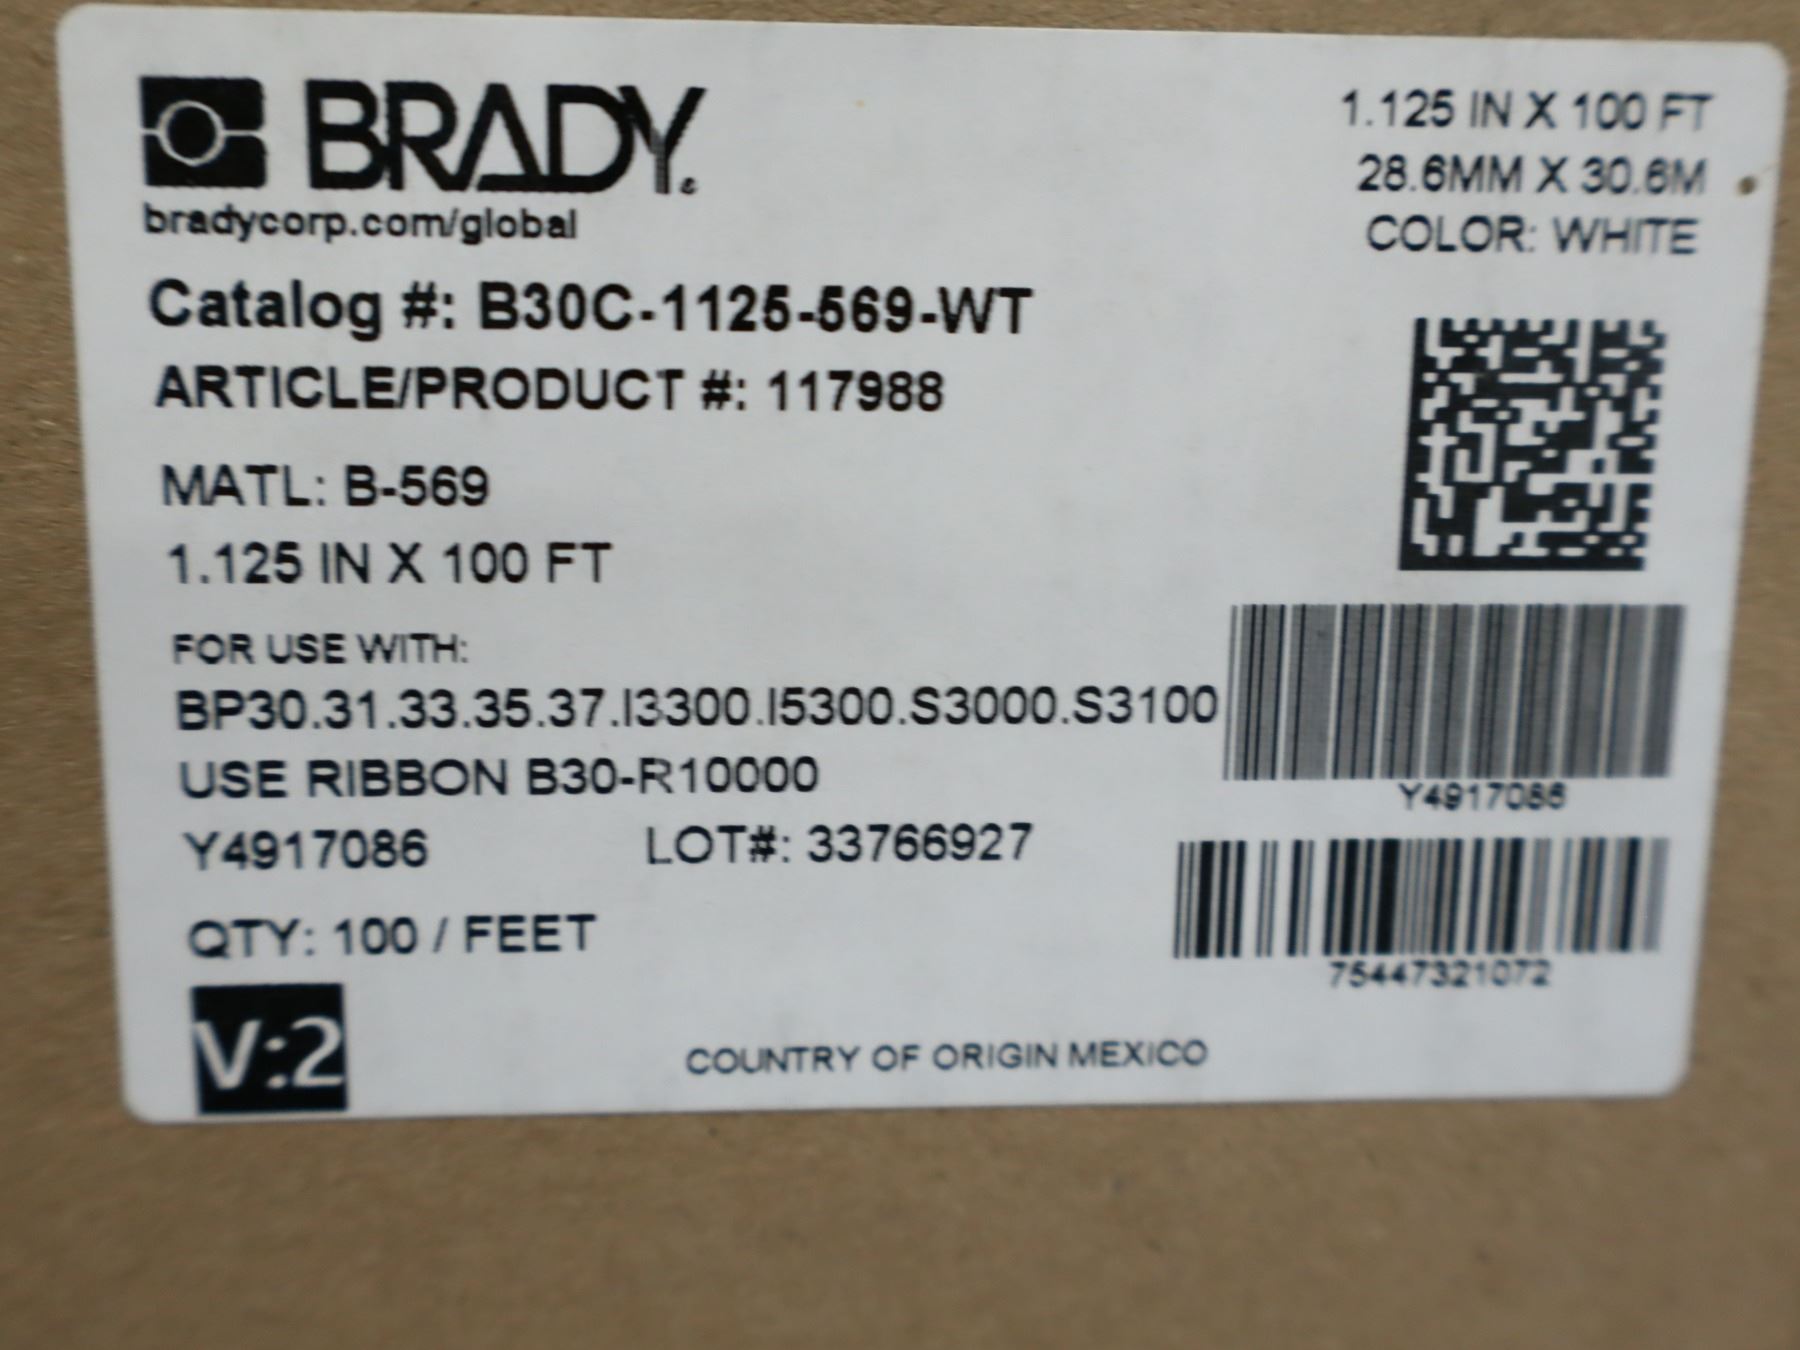 BRADY
bradycorp.com/global
1.125 IN X 100 FT
28.6MM X 30.6M
COLOR: WHITE
Catalog #: B30C-1125-569-WT
ARTICLE/PRODUCT #: 117988
MATL: B-569
1.125 IN X 100 FT
FOR USE WITH:
BP30.31.33.35.37.I3300.I5300.S3000.S3100
USE RIBBON B30-R10000
Y4917086
LOT#: 33766927
QTY: 100 / FEET
Y4917086
75447321072
V:2
COUNTRY OF ORIGIN MEXICO